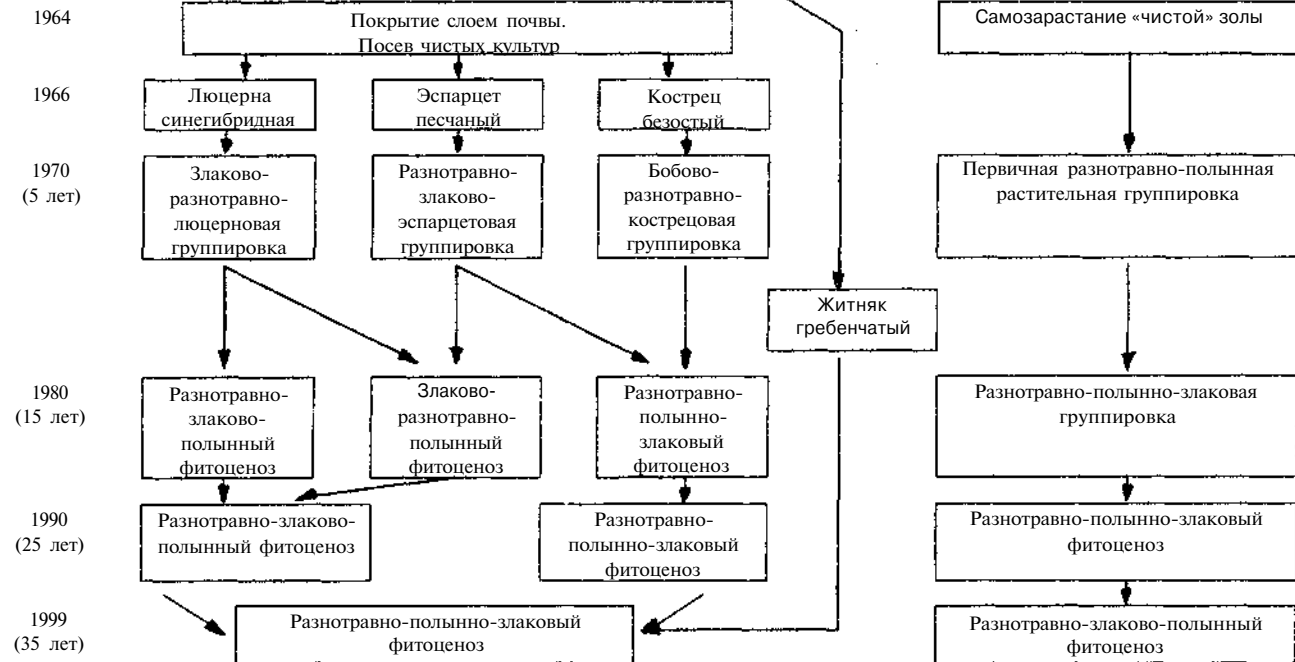 1964
Покрытие слоем почвы.
Посев чистых культур
Самозарастание «чистой» золы
1966
Люцерна
синегибридная
Эспарцет
песчаный
Кострец
безостый
1970
(5 лет)
Злаково-
разнотравно-
люцерновая
группировка
Разнотравно-
злаково-
эспарцетовая
группировка
Бобово-
разнотравно-
кострецовая
группировка
Первичная разнотравно-полынная
растительная группировка
Житняк
гребенчатый
1980
(15 лет)
Разнотравно-
злаково-
полынный
фитоценоз
Злаково-
разнотравно-
полынный
фитоценоз
Разнотравно-
полынно-
злаковый
фитоценоз
Разнотравно-полынно-злаковая
группировка
1990
(25 лет)
Разнотравно-злаково-
полынный фитоценоз
Разнотравно-
полынно-злаковый
фитоценоз
Разнотравно-полынно-злаковый
фитоценоз
1999
(35 лет)
Разнотравно-полынно-злаковый
фитоценоз
Разнотравно-злаково-полынный
фитоценоз